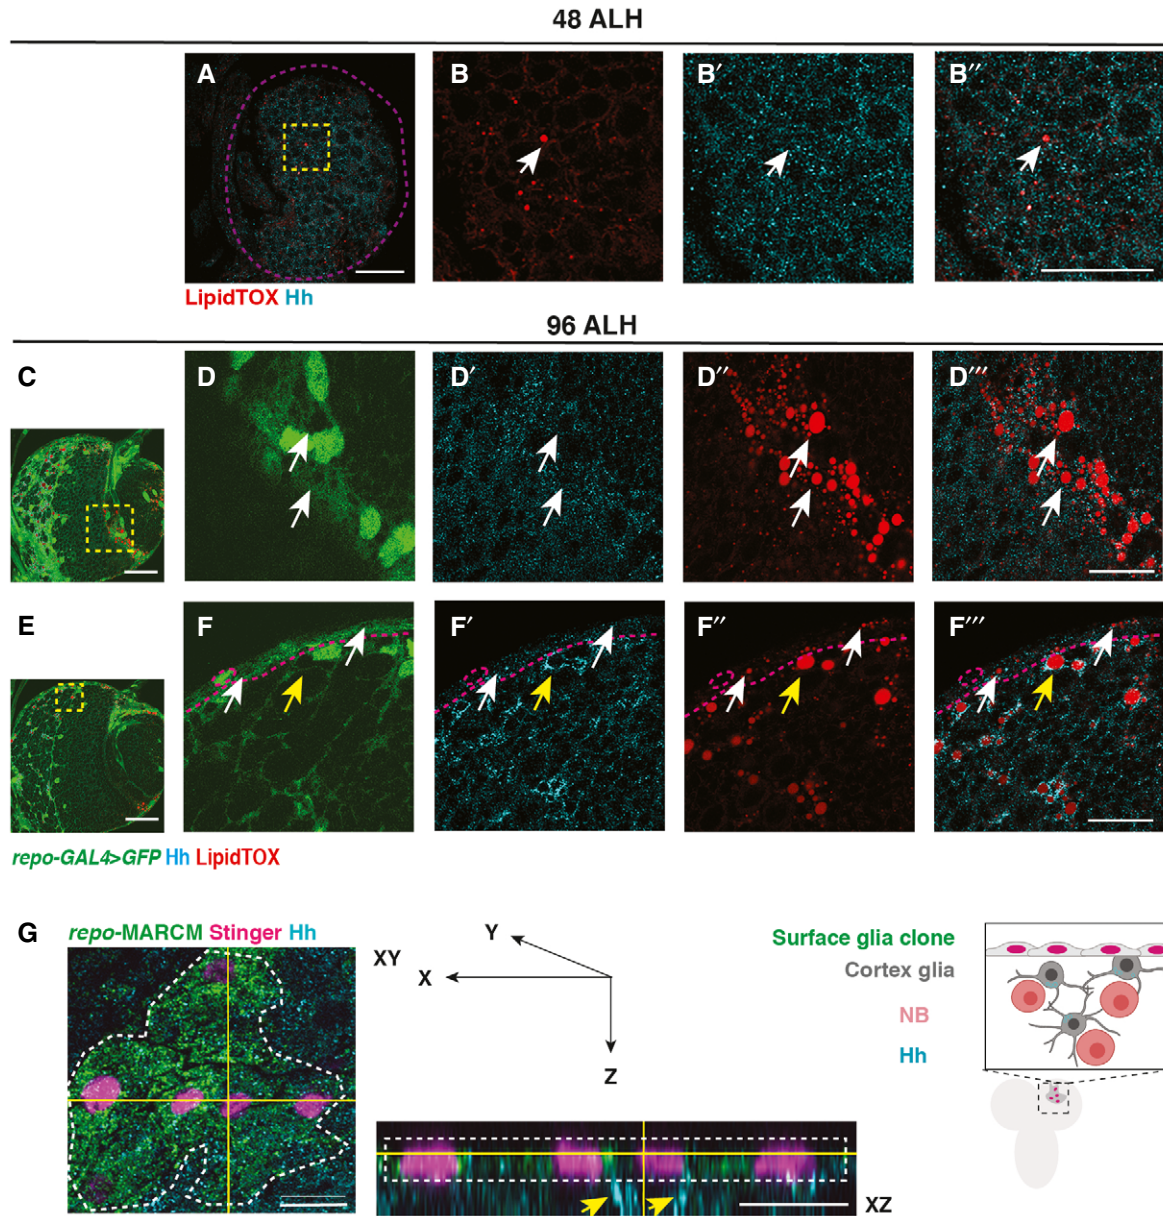 48 ALH
A
B
B′
B″
LipidTOX Hh
96 ALH
C
D
D′
D″
D‴
E
F
F′
F″
F‴
repo-GAL4>GFP Hh LipidTOX
G
repo-MARCM Stinger Hh
XY
Y
X
Z
XZ
Surface glia clone
Cortex glia
NB
Hh